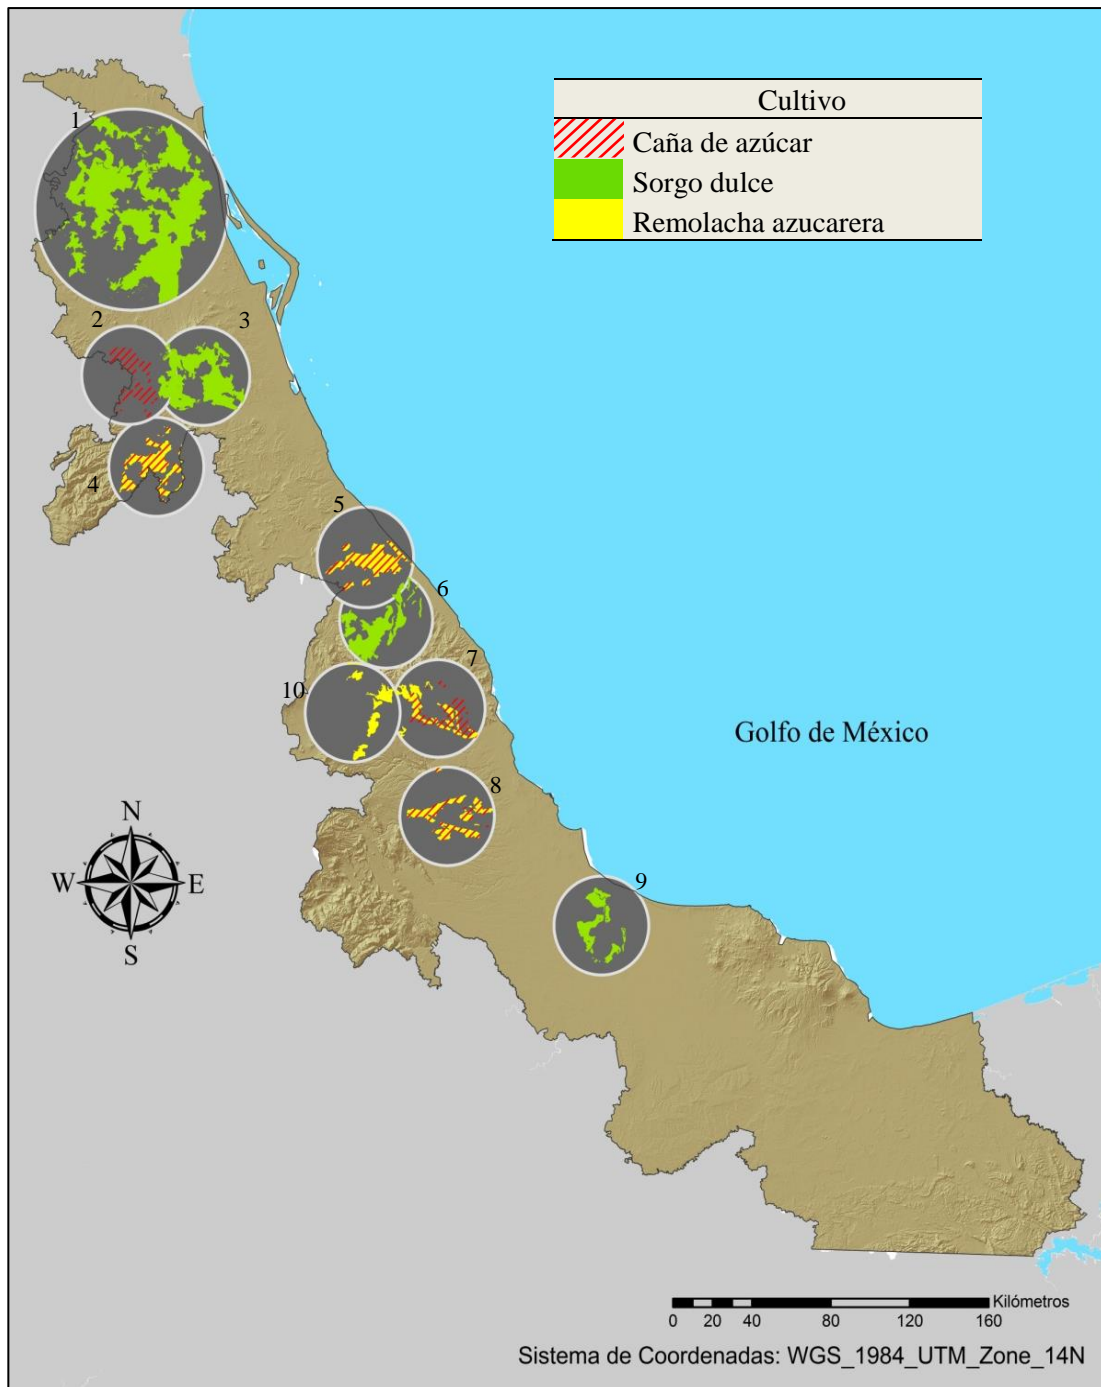 Cultivo
Caña de azúcar
Sorgo dulce
Remolacha azucarera
1
2
3
4
5
6
7
10
Golfo de México
8
N
W
E
S
9
Kilómetros
0 20 40 80 120 160
Sistema de Coordenadas: WGS_1984_UTM_Zone_14N